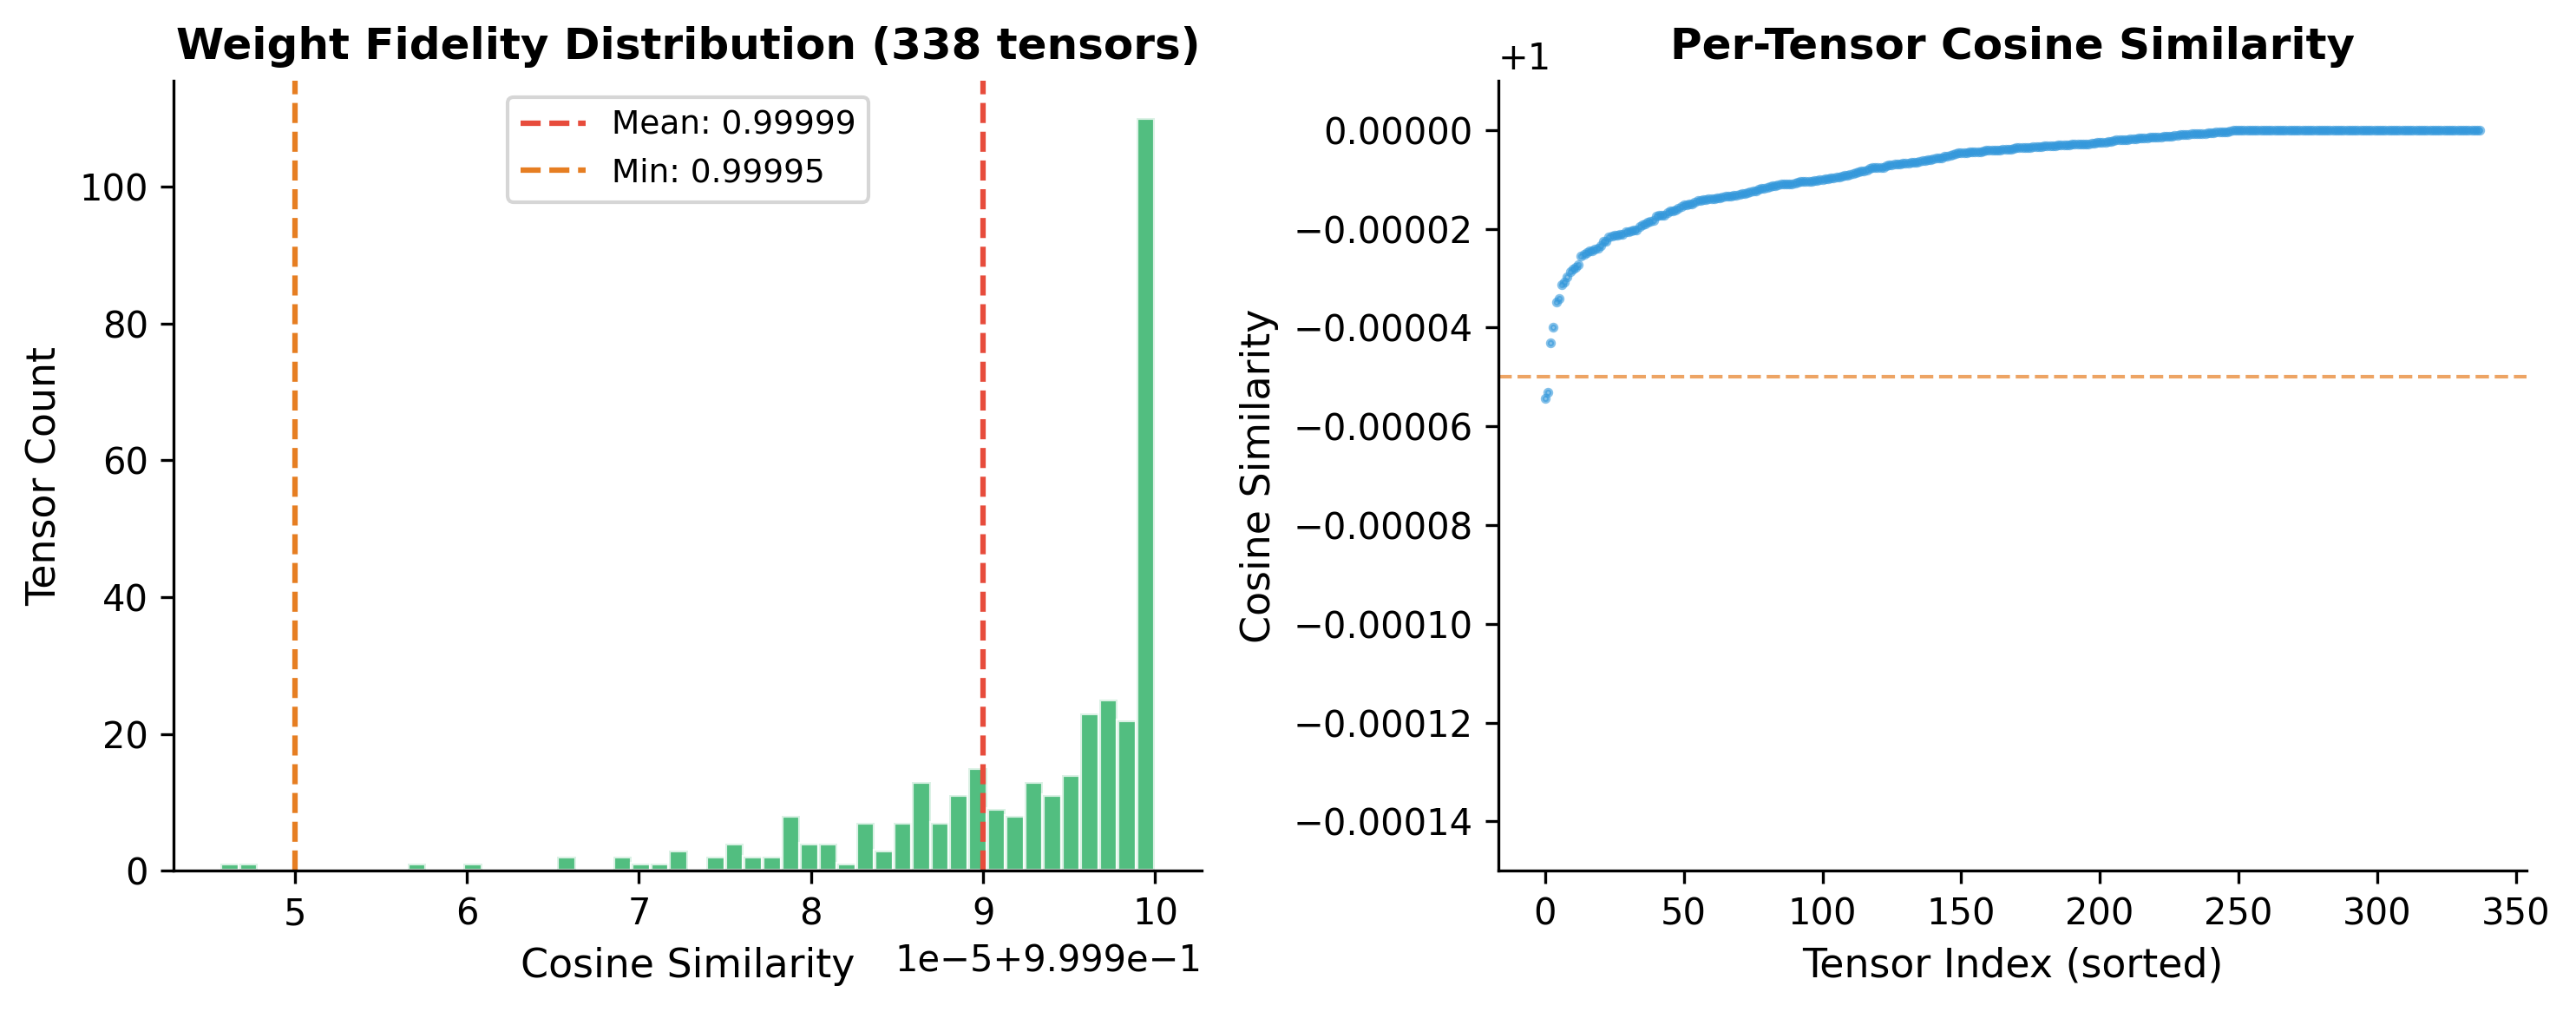 Weight Fidelity Distribution (338 tensors)
Mean: 0.99999
Min: 0.99995
Tensor Count
100
80
60
40
20
0
5 6 7 8 9 10
1e−5+9.999e−1
Cosine Similarity
Per-Tensor Cosine Similarity
+1
Cosine Similarity
0.00000
−0.00002
−0.00004
−0.00006
−0.00008
−0.00010
−0.00012
−0.00014
0 50 100 150 200 250 300 350
Tensor Index (sorted)